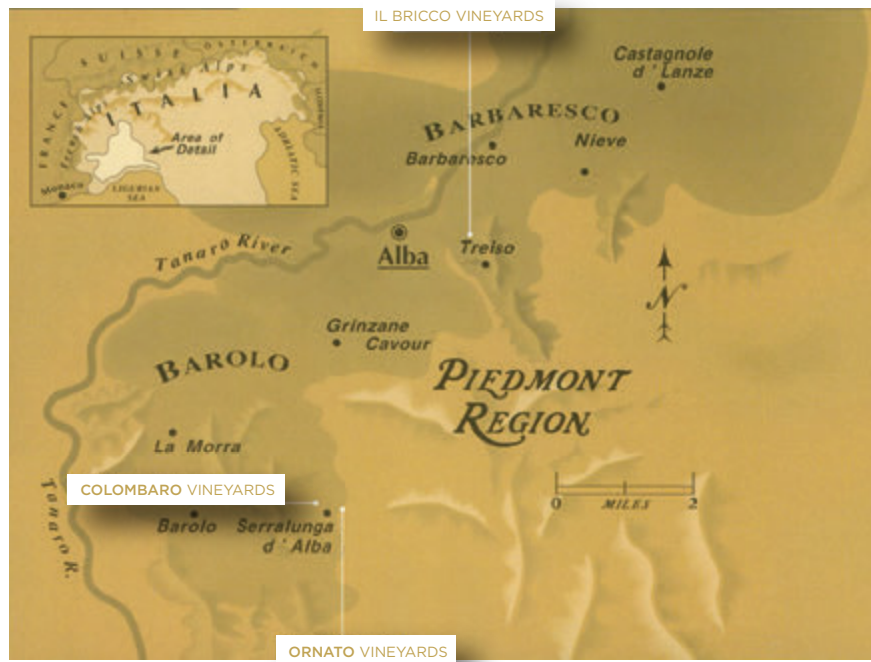 IL BRICCO VINEYARDS
SUISSE
ÖSTERREICH
Swiss Alps
FRANCE
ITALIA
Area of
Detail
ADRIATIC SEA
Monaco
LIGURIAN
SEA
Castagnole
d'Lanze
BARBARESCO
Barbaresco
Nieve
Tanaro River
Alba
Treiso
N
Grinzane
Cavour
BAROLO
PIEDMONT
REGION
La Morra
COLOMBARO VINEYARDS
0 MILES 2
Tanaro R.
Barolo
Serralunga
d'Alba
ORNATO VINEYARDS